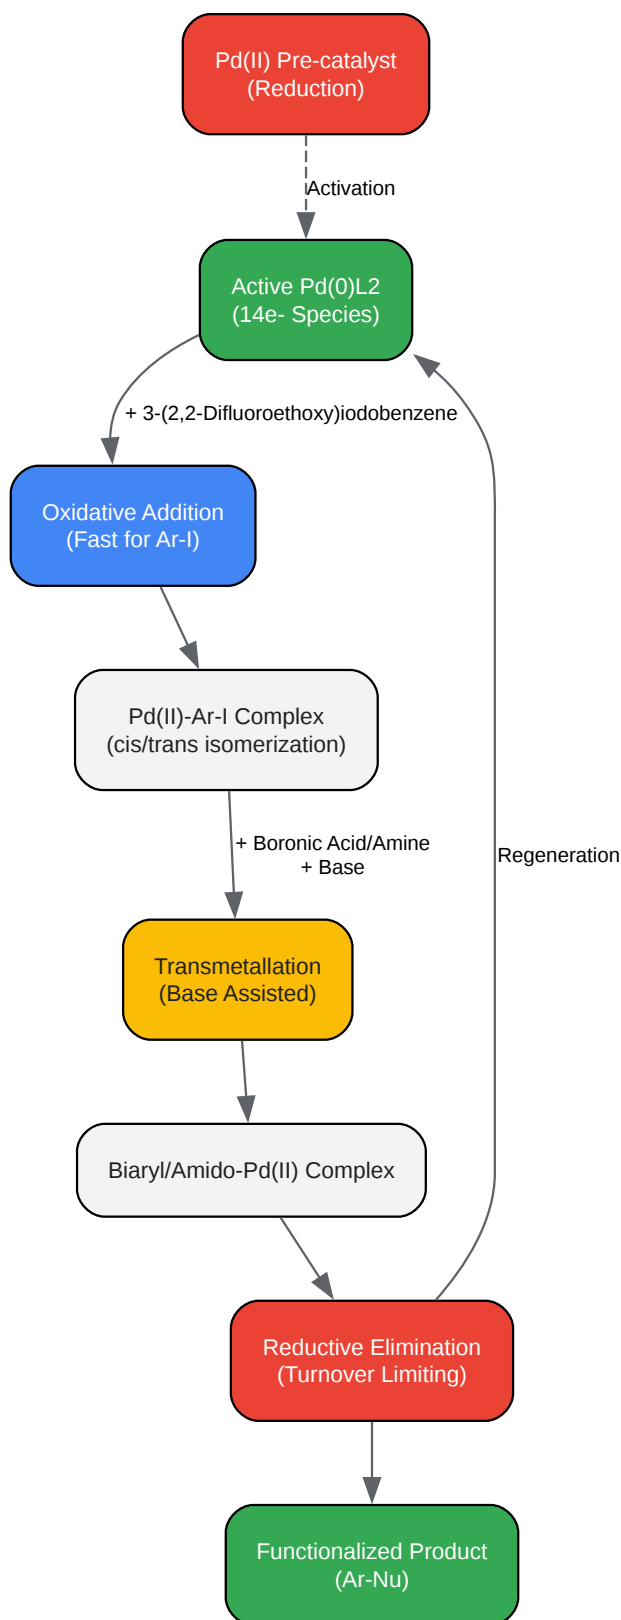 Pd(II) Pre-catalyst
(Reduction)
Activation
Active Pd(0)L2
(14e- Species)
+ 3-(2,2-Difluoroethoxy)iodobenzene
Oxidative Addition
(Fast for Ar-I)
Pd(II)-Ar-I Complex
(cis/trans isomerization)
+ Boronic Acid/Amine
+ Base
Regeneration
Transmetallation
(Base Assisted)
Biaryl/Amido-Pd(II) Complex
Reductive Elimination
(Turnover Limiting)
Functionalized Product
(Ar-Nu)